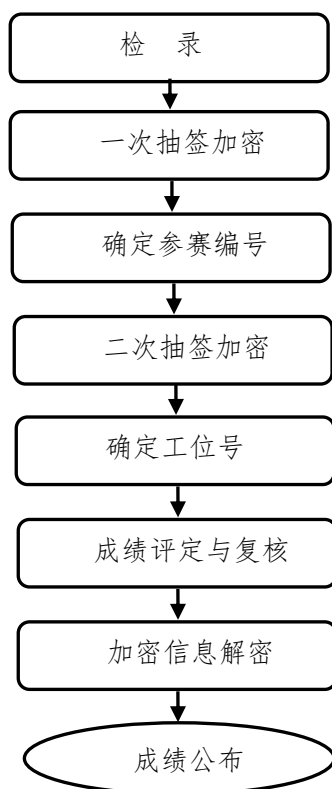 检 录
一次抽签加密
确定参赛编号
二次抽签加密
确定工位号
成绩评定与复核
加密信息解密
成绩公布